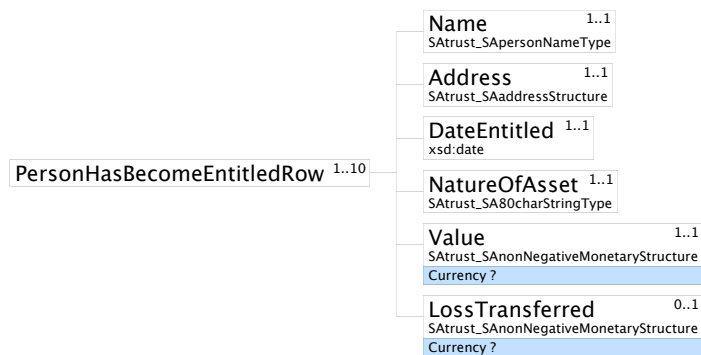 Name 1..1
SAtrust_SApersonNameType
Address 1..1
SAtrust_SAaddressStructure
DateEntitled 1..1
xsd:date
PersonHasBecomeEntitledRow 1..10
NatureOfAsset 1..1
SAtrust_SA80charStringType
Value 1..1
SAtrust_SAnonNegativeMonetaryStructure
Currency ?
LossTransferred 0..1
SAtrust_SAnonNegativeMonetaryStructure
Currency ?